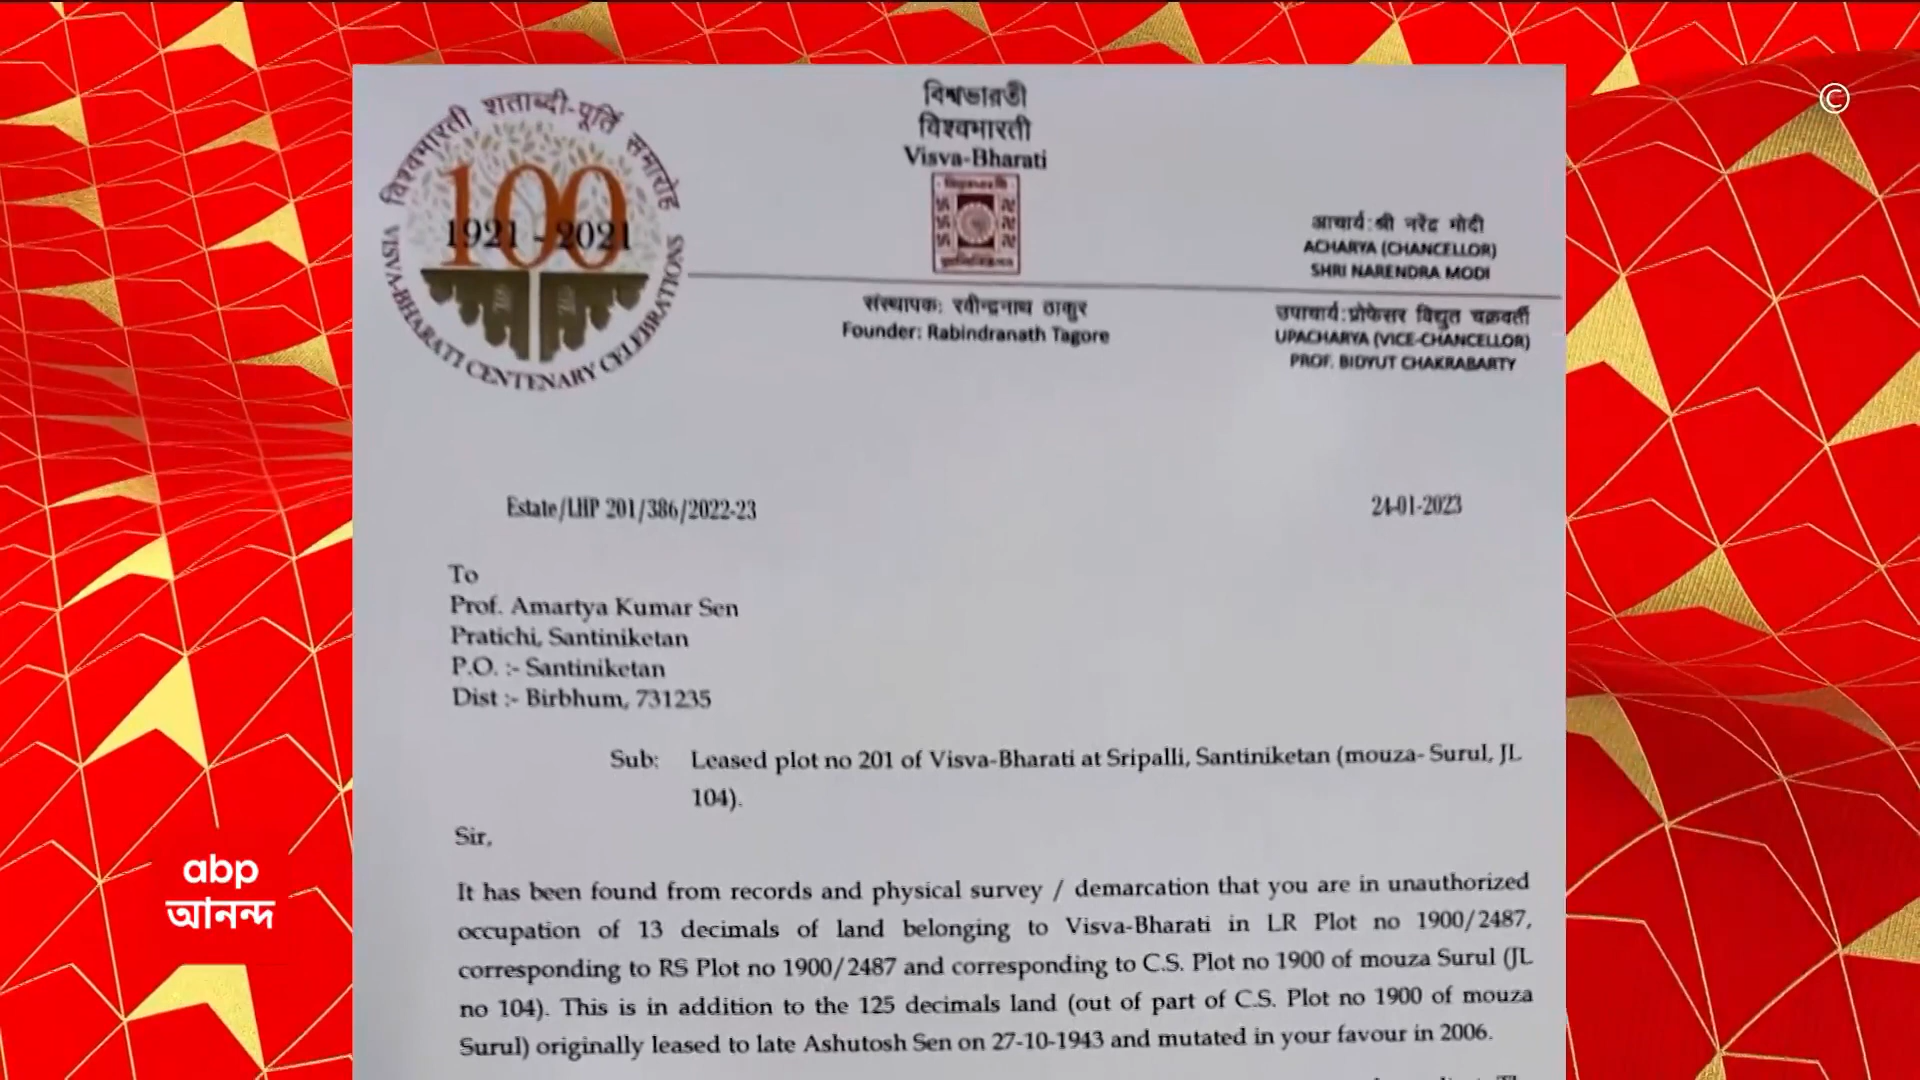 ©
विश्वभारती शताब्दी-पूर्ति समारोह
100
1921 - 2021
VISVA-BHARATI CENTENARY CELEBRATIONS
বিশ্বভারতী
विश्वभारती
Visva-Bharati
संस्थापक: रवीन्द्रनाथ ठाकुर
Founder: Rabindranath Tagore
आचार्य:श्री नरेंद्र मोदी
ACHARYA (CHANCELLOR)
SHRI NARENDRA MODI
उपाचार्य:प्रोफेसर विद्युत चक्रवर्ती
UPACHARYA (VICE-CHANCELLOR)
PROF. BIDYUT CHAKRABARTY
Estate/LHP 201/386/2022-23
24-01-2023
To
Prof. Amartya Kumar Sen
Pratichi, Santiniketan
P.O. :- Santiniketan
Dist :- Birbhum, 731235
Sub: Leased plot no 201 of Visva-Bharati at Sripalli, Santiniketan (mouza- Surul, JL
104).
Sir,
It has been found from records and physical survey / demarcation that you are in unauthorized
occupation of 13 decimals of land belonging to Visva-Bharati in LR Plot no 1900/2487,
corresponding to RS Plot no 1900/2487 and corresponding to C.S. Plot no 1900 of mouza Surul (JL
no 104). This is in addition to the 125 decimals land (out of part of C.S. Plot no 1900 of mouza
Surul) originally leased to late Ashutosh Sen on 27-10-1943 and mutated in your favour in 2006.
abp
আনন্দ